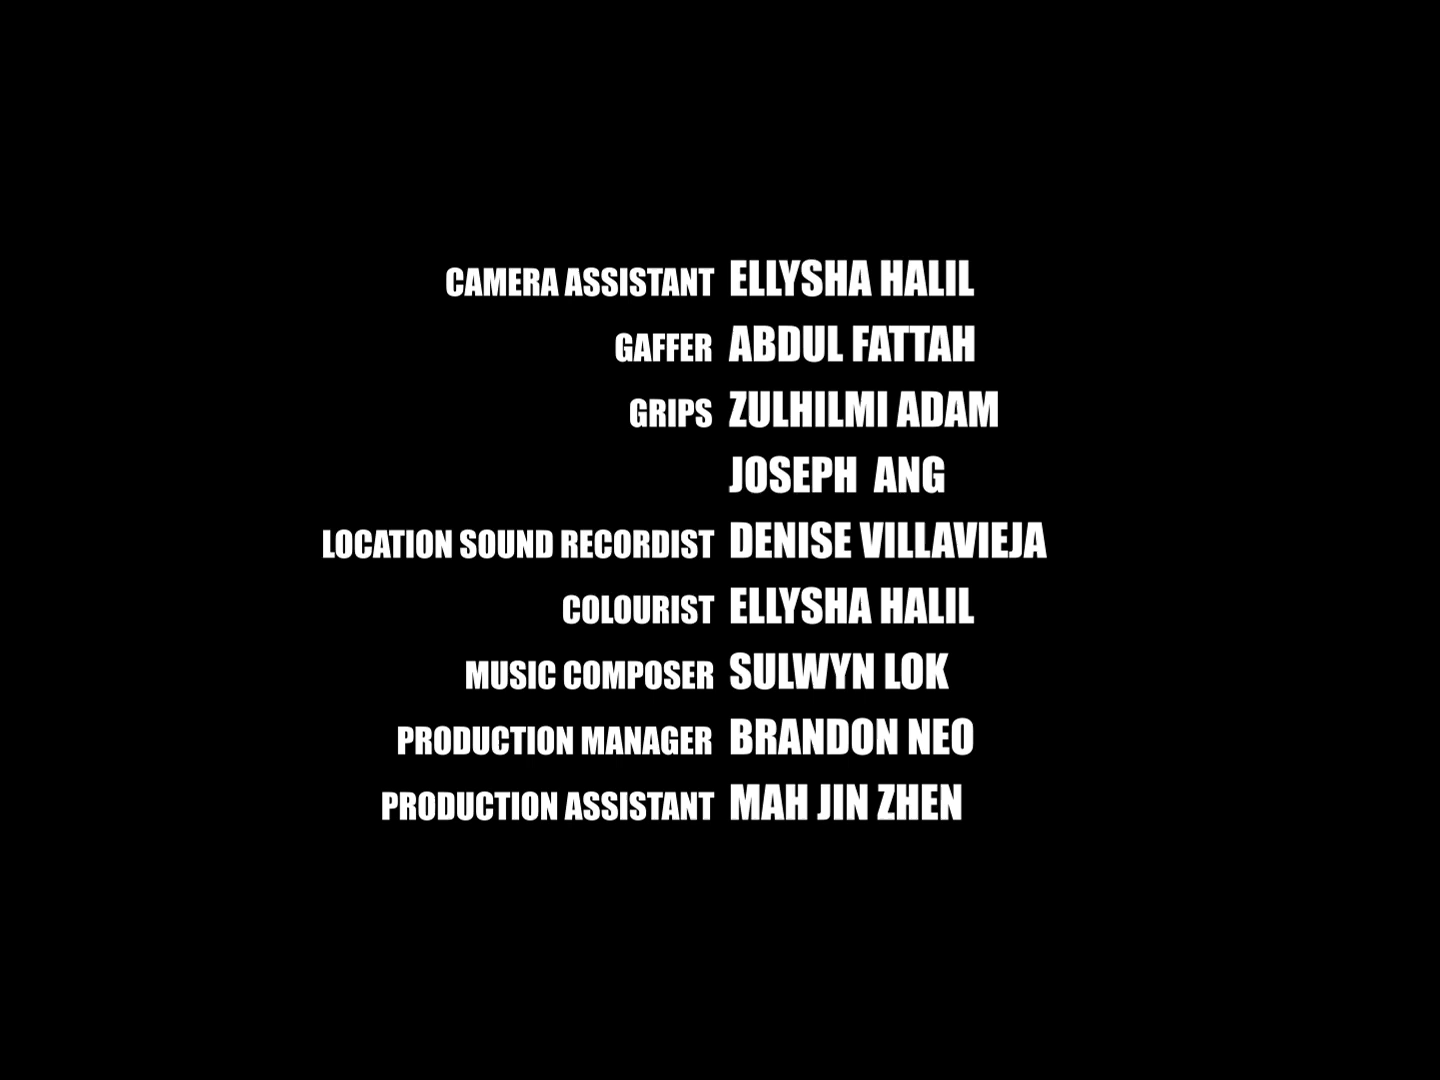 CAMERA ASSISTANT ELLYSHA HALIL
GAFFER ABDUL FATTAH
GRIPS ZULHILMI ADAM
JOSEPH  ANG
LOCATION SOUND RECORDIST DENISE VILLAVIEJA
COLOURIST ELLYSHA HALIL
MUSIC COMPOSER SULWYN LOK
PRODUCTION MANAGER BRANDON NEO
PRODUCTION ASSISTANT MAH JIN ZHEN